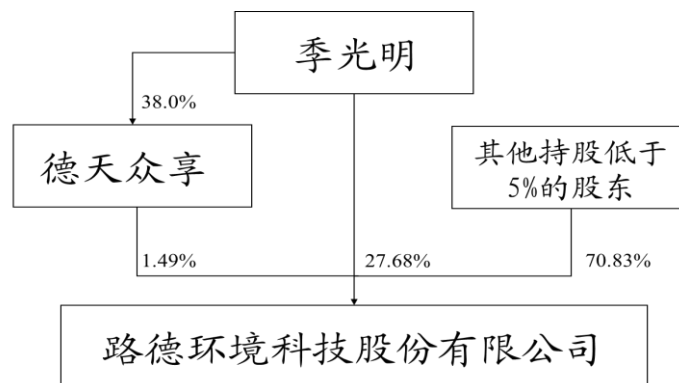 季光明
38.0%
德天众享
其他持股低于
5%的股东
1.49%
27.68%
70.83%
路德环境科技股份有限公司